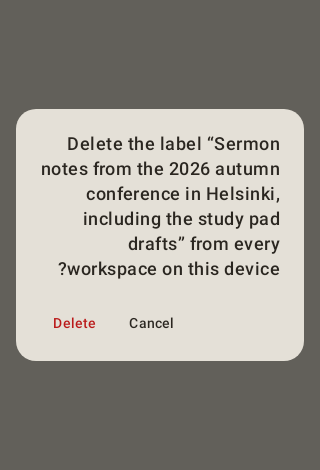 Delete the label “Sermon
notes from the 2026 autumn
conference in Helsinki,
including the study pad
drafts” from every
?workspace on this device
Delete Cancel